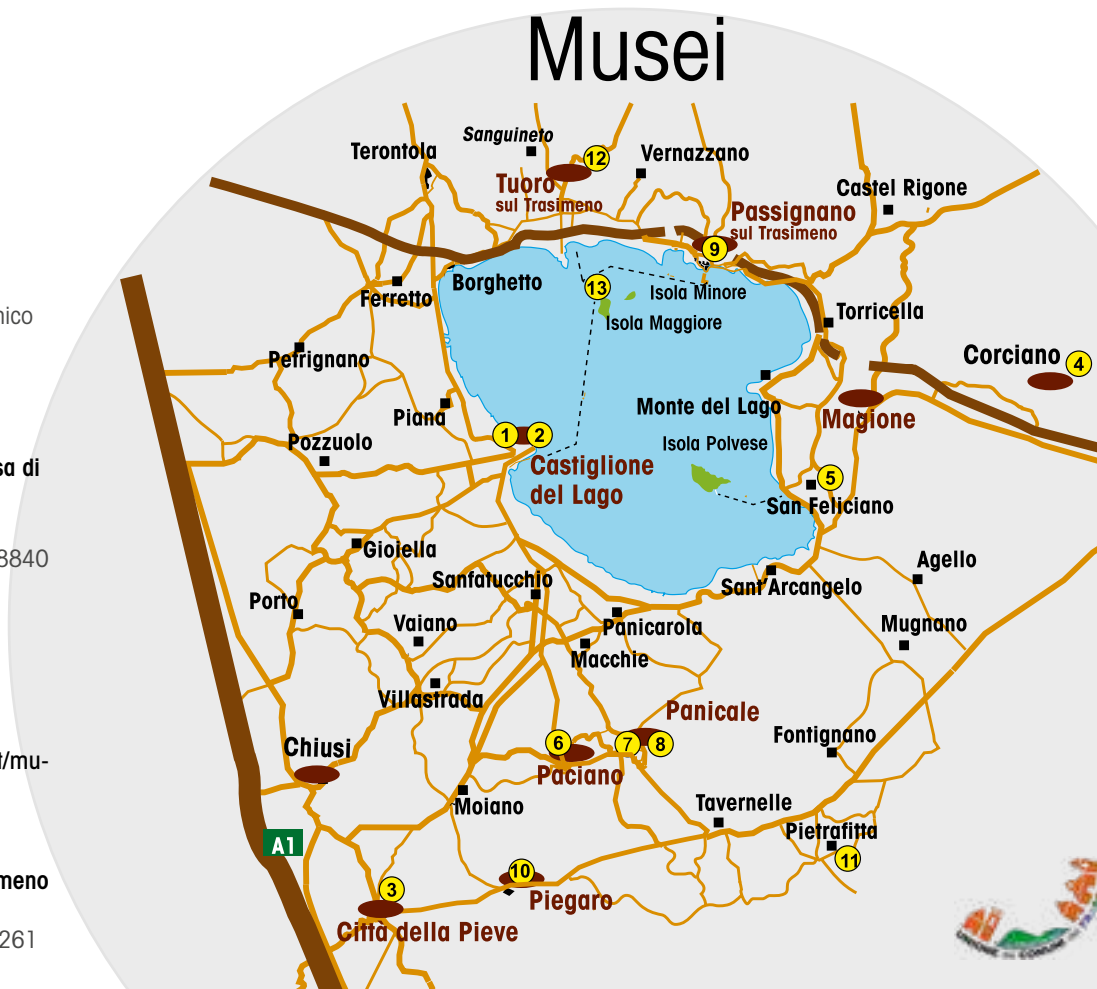 Musei
Sanguineto
Terontola
12
Vernazzano
Tuoro
sul Trasimeno
Castel Rigone
Passignano
sul Trasimeno
9
Borghetto
13
Isola Minore
Ferretto
nico
Isola Maggiore
Torricella
Petrignano
Corciano
4
Piana
Monte del Lago
Magione
1
2
Pozzuolo
Isola Polvese
sa di
Castiglione
del Lago
5
San Feliciano
Gioiella
8840
Agello
Sanfatucchio
Sant'Arcangelo
Porto
Vaiano
Panicarola
Mugnano
Macchie
Villastrada
Panicale
6
7
8
Fontignano
Chiusi
t/mu-
Paciano
Moiano
Tavernelle
Pietrafitta
A1
11
10
meno
3
Piegaro
Città della Pieve
261